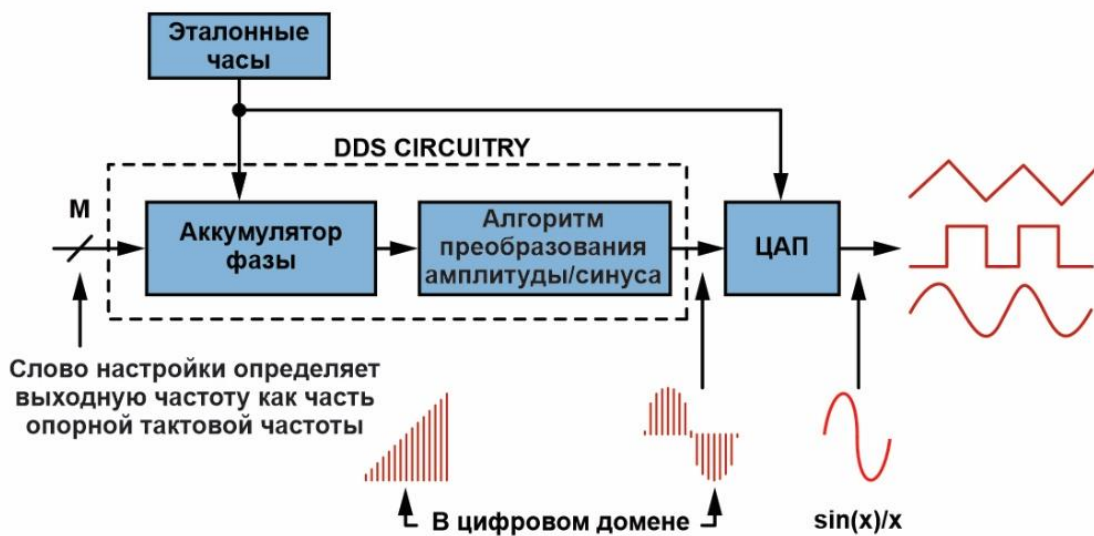 Эталонные
часы
DDS CIRCUITRY
M
Аккумулятор
фазы
Алгоритм
преобразования
амплитуды/синуса
ЦАП
Слово настройки определяет
выходную частоту как часть
опорной тактовой частоты
В цифровом домене
sin(x)/x